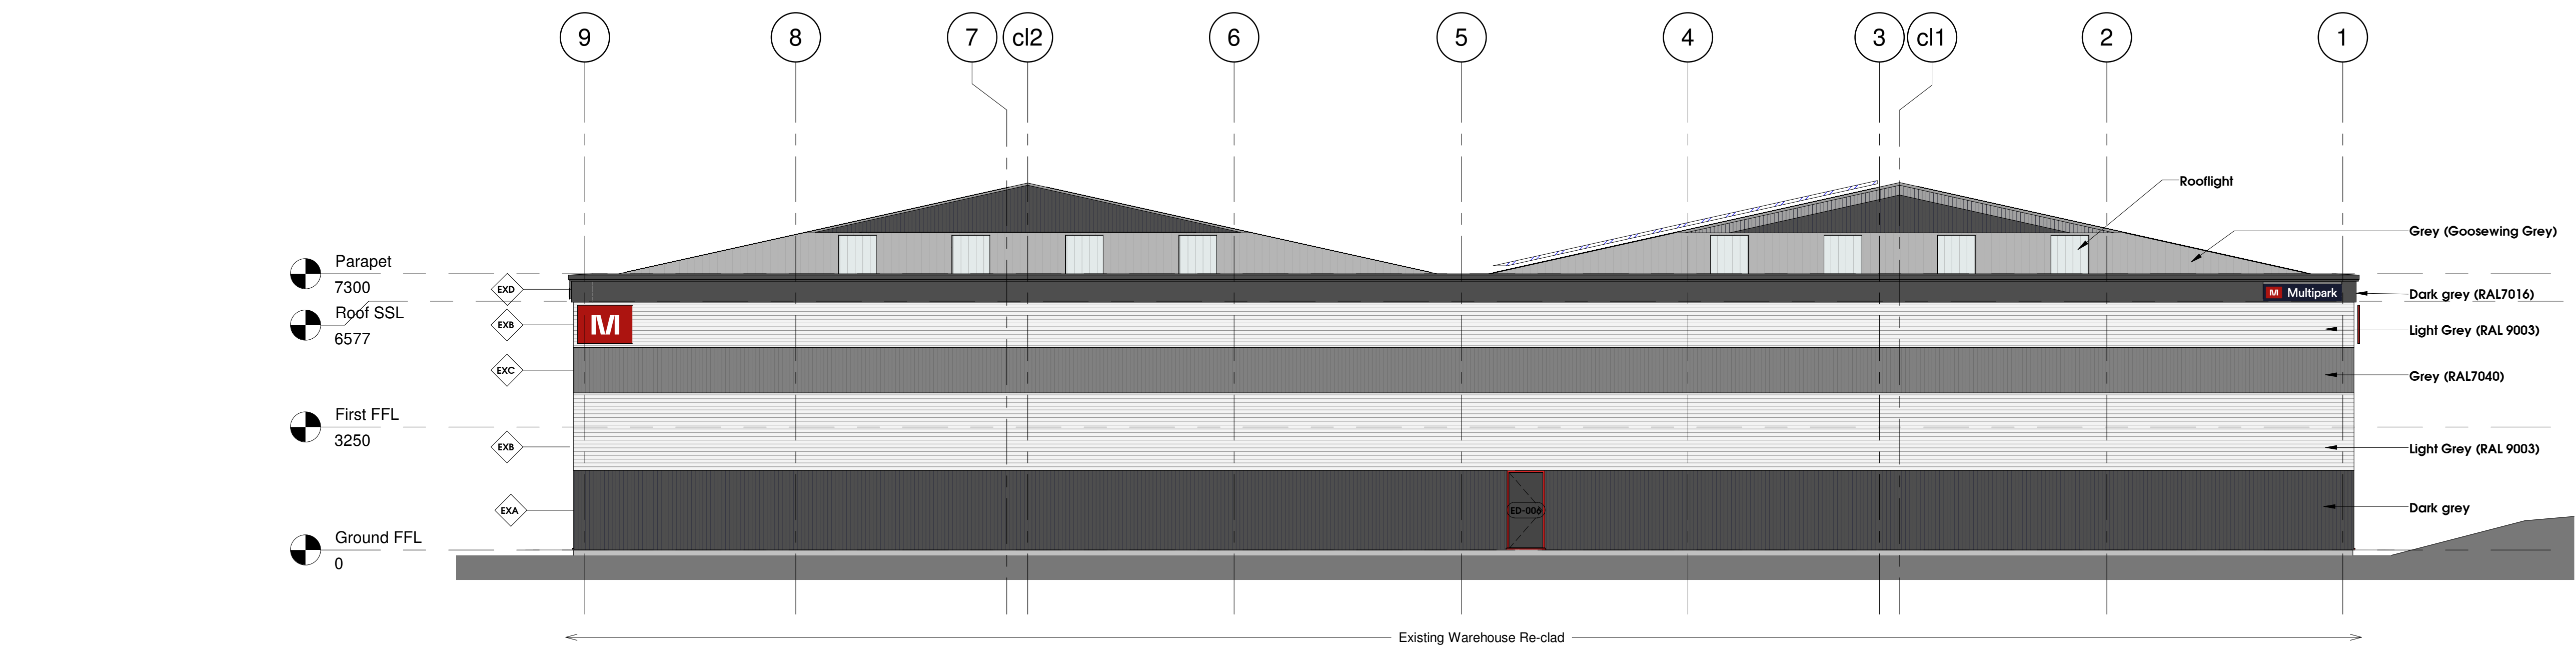 9 8 7 cl2 6 5 4 3 cl1 2 1
Rooflight
Grey (Goosewing Grey)
Parapet
7300
EXD
M Multipark
Dark grey (RAL7016)
Roof SSL
6577
EXB
M
Light Grey (RAL 9003)
EXC
Grey (RAL7040)
First FFL
3250
EXB
Light Grey (RAL 9003)
EXA
ED-006
Dark grey
Ground FFL
0
Existing Warehouse Re-clad